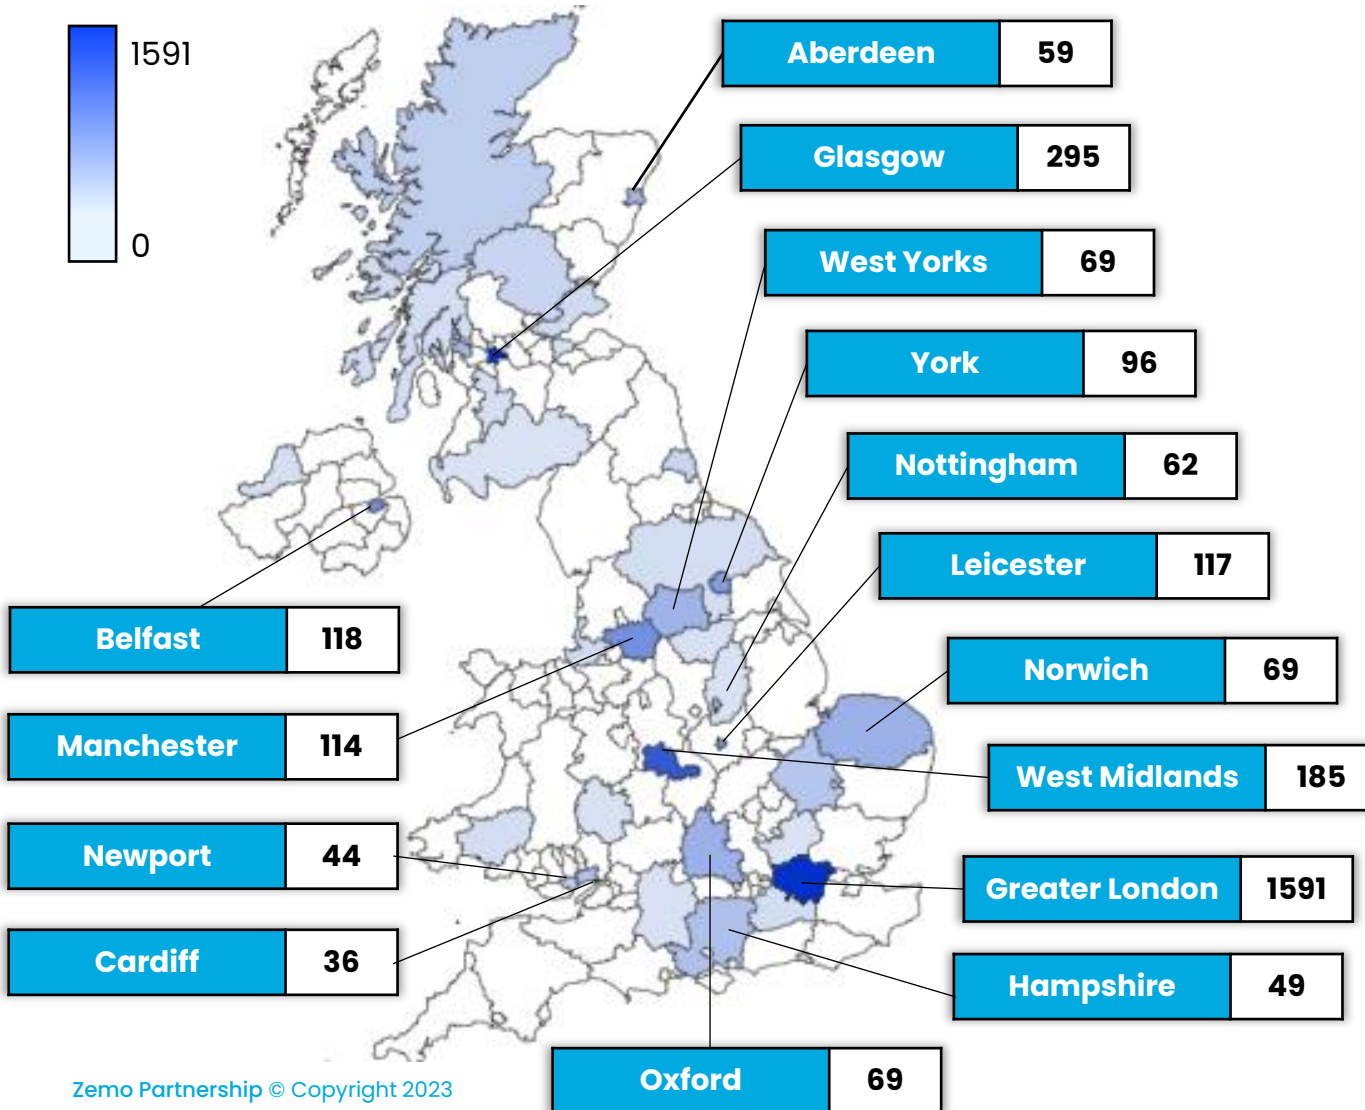 1591
0
Aberdeen 59
Glasgow 295
West Yorks 69
York 96
Nottingham 62
Leicester 117
Belfast 118
Norwich 69
Manchester 114
West Midlands 185
Newport 44
Greater London 1591
Cardiff 36
Hampshire 49
Oxford 69
Zemo Partnership © Copyright 2023